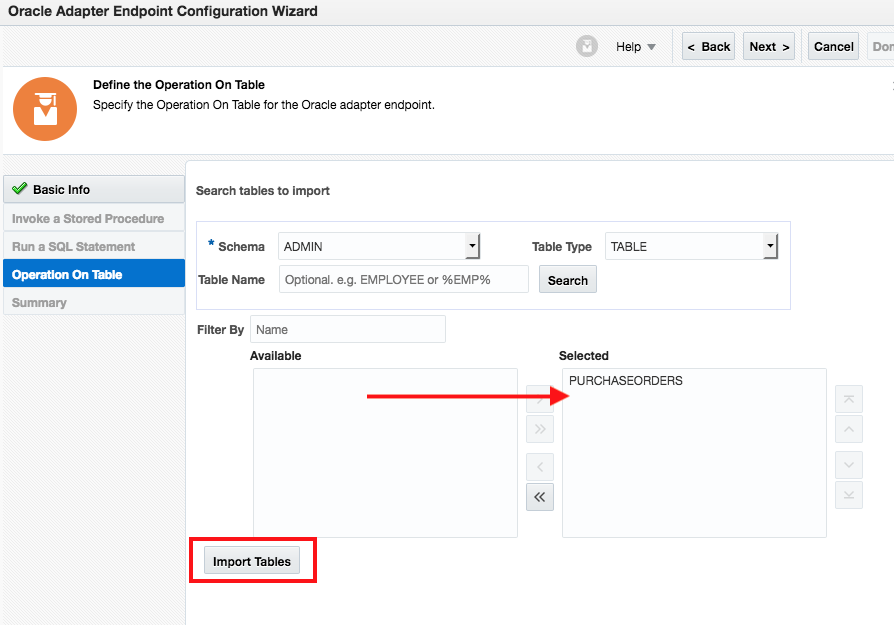 Oracle Adapter Endpoint Configuration Wizard
Help
< Back
Next >
Cancel
Define the Operation On Table
Specify the Operation On Table for the Oracle adapter endpoint.
Basic Info
Invoke a Stored Procedure
Run a SQL Statement
Operation On Table
Summary
Search tables to import
* Schema ADMIN Table Type TABLE
Table Name Optional. e.g. EMPLOYEE or %EMP% Search
Filter By Name
Available Selected
PURCHASEORDERS
Import Tables